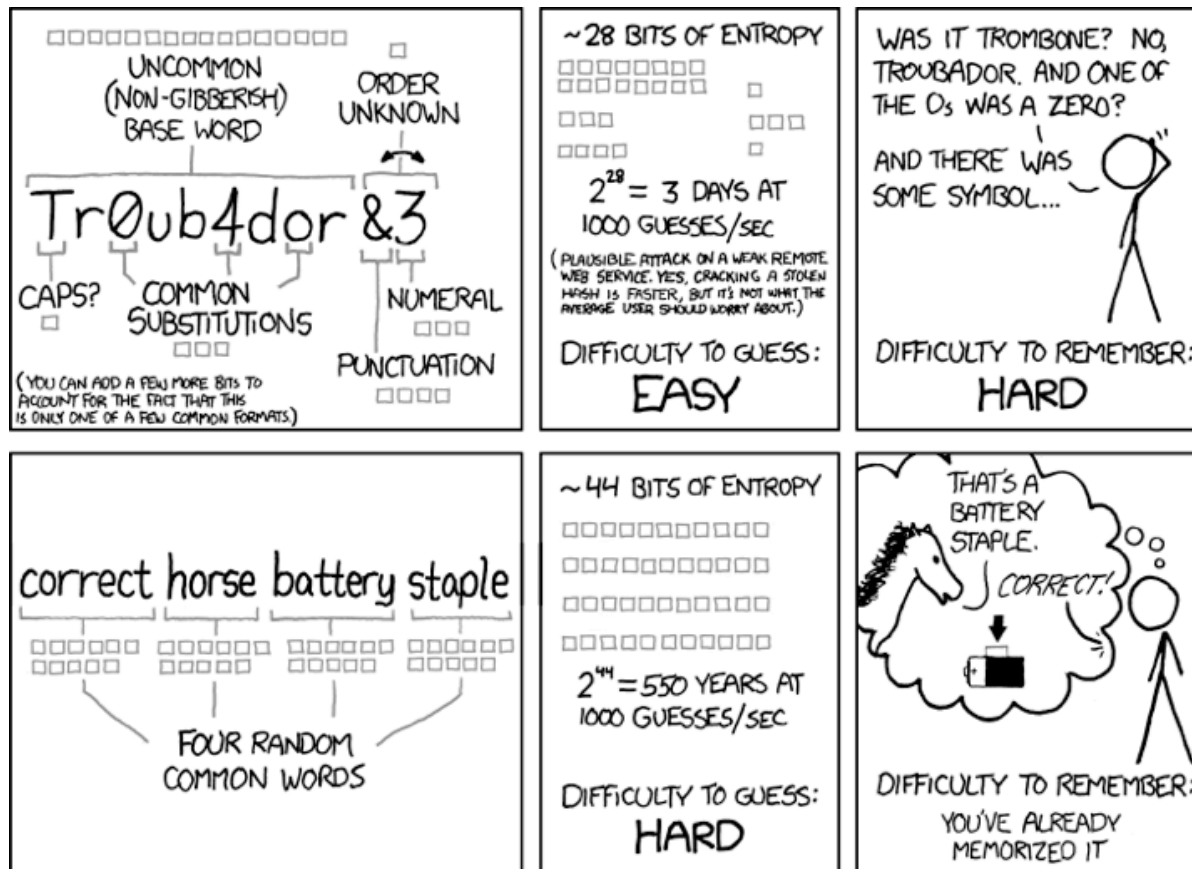 UNCOMMON
(NON-GIBBERISH)
BASE WORD
ORDER
UNKNOWN
Tr0ub4dor &3
CAPS?
COMMON
SUBSTITUTIONS
NUMERAL
PUNCTUATION
(YOU CAN ADD A FEW MORE BITS TO
ACCOUNT FOR THE FACT THAT THIS
IS ONLY ONE OF A FEW COMMON FORMATS.)
~28 BITS OF ENTROPY
2^28 = 3 DAYS AT
1000 GUESSES/SEC
(PLAUSIBLE ATTACK ON A WEAK REMOTE
WEB SERVICE. YES, CRACKING A STOLEN
HASH IS FASTER, BUT IT'S NOT WHAT THE
AVERAGE USER SHOULD WORRY ABOUT.)
DIFFICULTY TO GUESS:
EASY
WAS IT TROMBONE? NO,
TROUBADOR. AND ONE OF
THE Os WAS A ZERO?
AND THERE WAS
SOME SYMBOL...
DIFFICULTY TO REMEMBER:
HARD
correct horse battery staple
FOUR RANDOM
COMMON WORDS
~44 BITS OF ENTROPY
2^44 = 550 YEARS AT
1000 GUESSES/SEC
DIFFICULTY TO GUESS:
HARD
THAT'S A
BATTERY
STAPLE.
CORRECT!
DIFFICULTY TO REMEMBER:
YOU'VE ALREADY
MEMORIZED IT